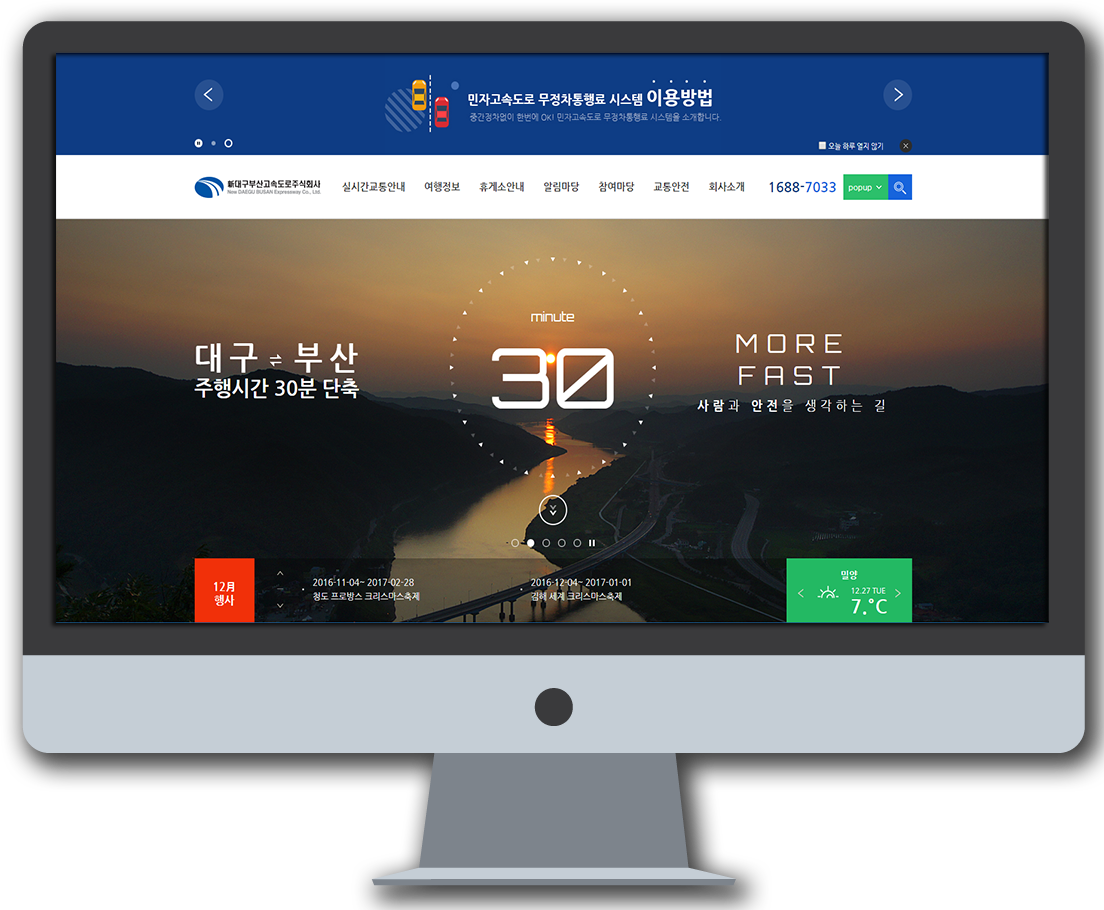 민자고속도로 무정차통행료 시스템 이용방법
중간정차없이 한번에 OK! 민자고속도로 무정차통행료 시스템을 소개합니다.
오늘 하루 열지 않기
新대구부산고속도로주식회사
New DAEGU BUSAN Expressway Co., Ltd.
실시간교통안내 여행정보 휴게소안내 알림마당 참여마당 교통안전 회사소개 1688-7033 popup
minute
30
대구 ⇌ 부산
주행시간 30분 단축
MORE
FAST
사람과 안전을 생각하는 길
12月
행사
2016-11-04~ 2017-02-28
청도 프로방스 크리스마스축제
2016-12-04~ 2017-01-01
김해 세계 크리스마스축제
밀양
12.27 TUE
7.°C